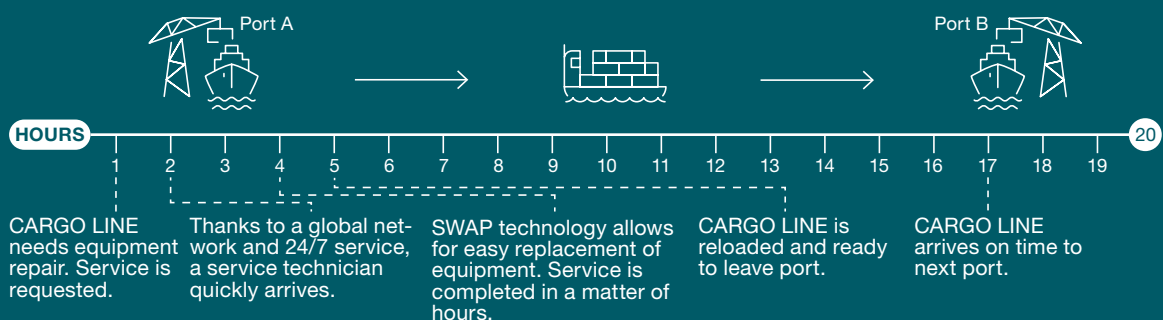 Port A
Port B
HOURS
1 2 3 4 5 6 7 8 9 10 11 12 13 14 15 16 17 18 19 20
CARGO LINE
needs equipment
repair. Service is
requested.
Thanks to a global net-
work and 24/7 service,
a service technician
quickly arrives.
SWAP technology allows
for easy replacement of
equipment. Service is
completed in a matter of
hours.
CARGO LINE is
reloaded and ready
to leave port.
CARGO LINE
arrives on time to
next port.